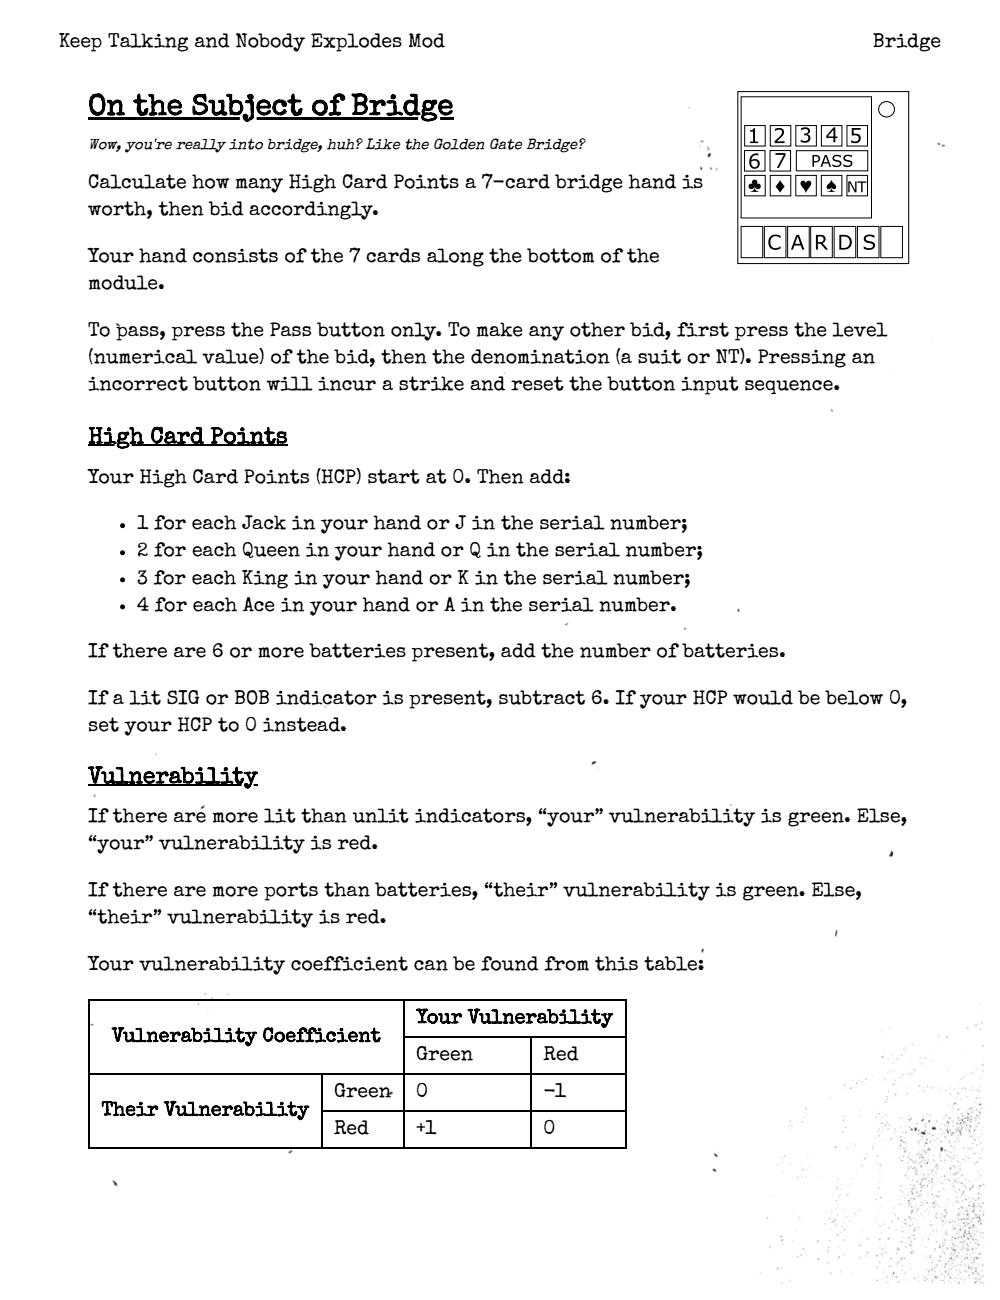 Keep Talking and Nobody Explodes Mod
Bridge
On the Subject of Bridge
Wow, you're really into bridge, huh? Like the Golden Gate Bridge?
Calculate how many High Card Points a 7-card bridge hand is
worth, then bid accordingly.
1 2 3 4 5
6 7 PASS
♣ ♦ ♥ ♠ NT
C A R D S
Your hand consists of the 7 cards along the bottom of the
module.
To pass, press the Pass button only. To make any other bid, first press the level
(numerical value) of the bid, then the denomination (a suit or NT). Pressing an
incorrect button will incur a strike and reset the button input sequence.
High Card Points
Your High Card Points (HCP) start at 0. Then add:
• 1 for each Jack in your hand or J in the serial number;
• 2 for each Queen in your hand or Q in the serial number;
• 3 for each King in your hand or K in the serial number;
• 4 for each Ace in your hand or A in the serial number.
If there are 6 or more batteries present, add the number of batteries.
If a lit SIG or BOB indicator is present, subtract 6. If your HCP would be below 0,
set your HCP to 0 instead.
Vulnerability
If there are more lit than unlit indicators, “your” vulnerability is green. Else,
“your” vulnerability is red.
If there are more ports than batteries, “their” vulnerability is green. Else,
“their” vulnerability is red.
Your vulnerability coefficient can be found from this table:
Vulnerability Coefficient
Your Vulnerability
Green Red
Their Vulnerability
Green 0 -1
Red +1 0